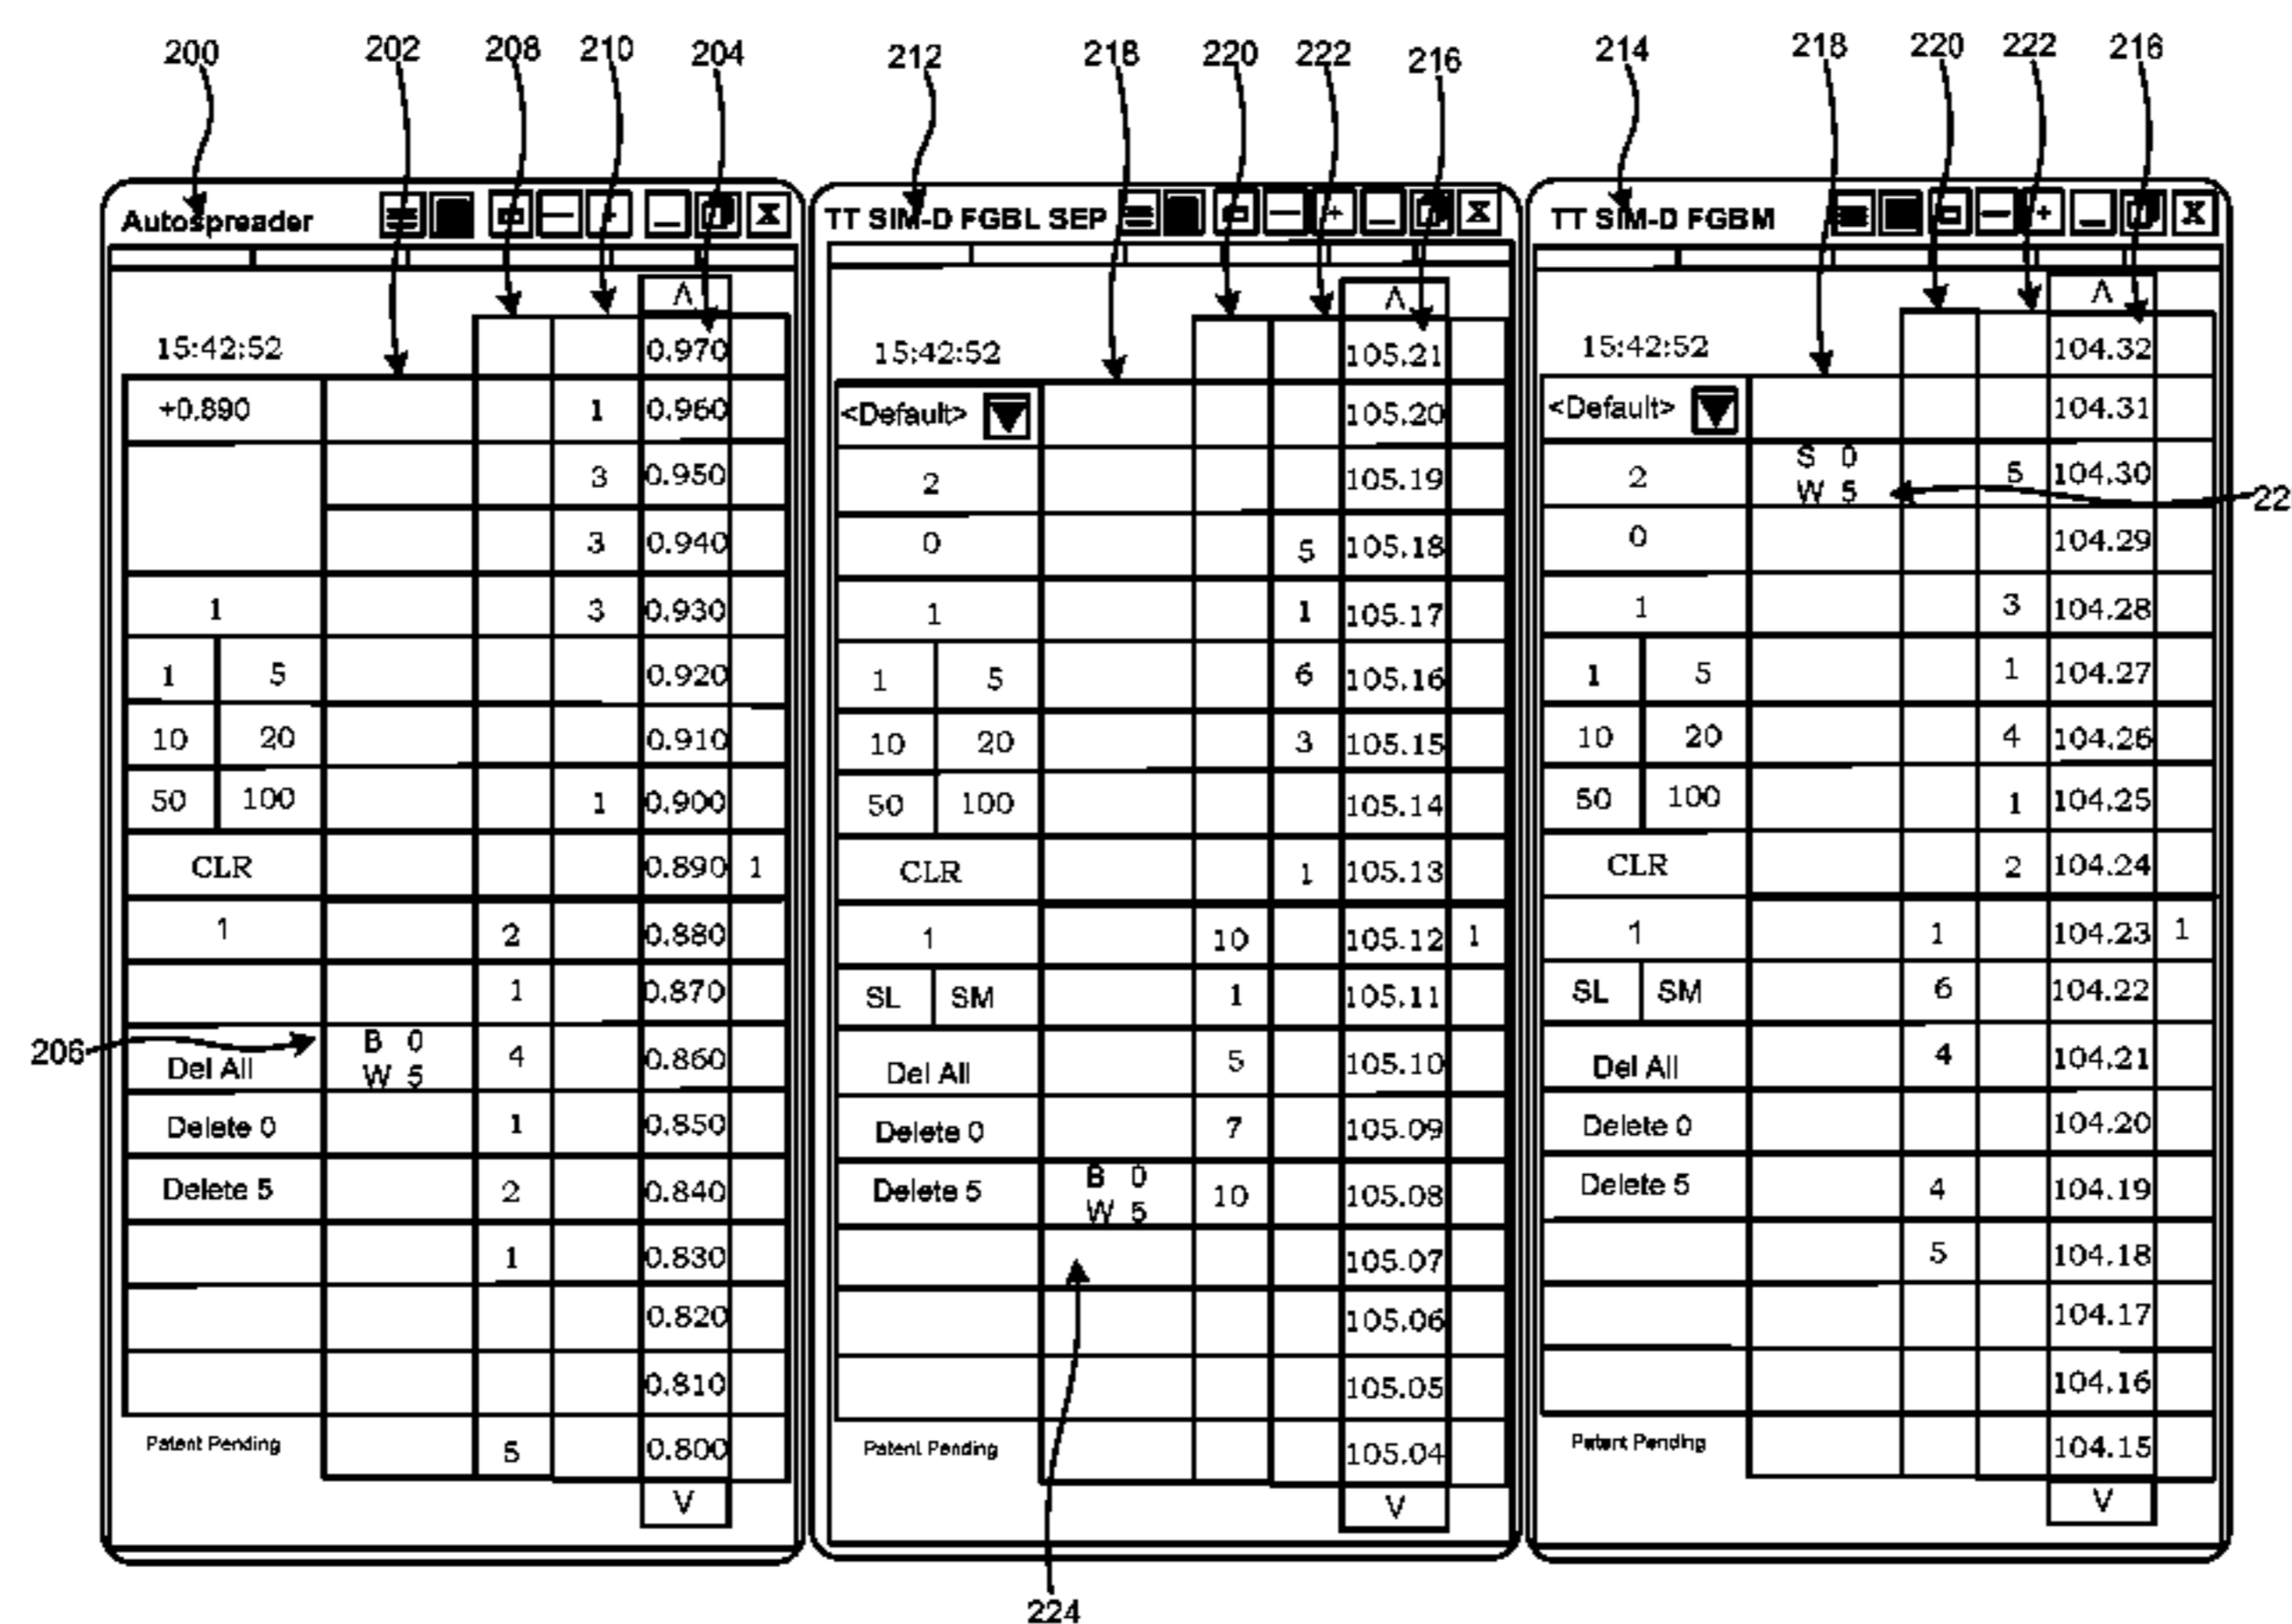 200 202 208 210 204 212 218 220 222 216 214 218 220 222 216
Autospreader
15:42:52 0.970
+0.890 1 0.960
3 0.950
3 0.940
1 3 0.930
1 5 0.920
10 20 0.910
50 100 1 0.900
CLR 0.890 1
1 2 0.880
1 0.870
206 Del All B 0 W 5 4 0.860
Delete 0 1 0.850
Delete 5 2 0.840
1 0.830
0.820
0.810
Patent Pending 5 0.800
V
TT SIM-D FGBL SEP
15:42:52 105.21
<Default> 105.20
2 105.19
0 5 105.18
1 1 105.17
1 5 6 105.16
10 20 3 105.15
50 100 105.14
CLR 1 105.13
1 10 105.12 1
SL SM 1 105.11
Del All 5 105.10
Delete 0 7 105.09
Delete 5 B 0 W 5 10 105.08
105.07
105.06
105.05
Patent Pending 105.04
V
224
TT SIM-D FGBM
15:42:52 104.32
<Default> 104.31
2 S 0 W 5 5 104.30 22
0 104.29
1 3 104.28
1 5 1 104.27
10 20 4 104.26
50 100 1 104.25
CLR 2 104.24
1 1 104.23 1
SL SM 6 104.22
Del All 4 104.21
Delete 0 104.20
Delete 5 4 104.19
5 104.18
104.17
104.16
Patent Pending 104.15
V